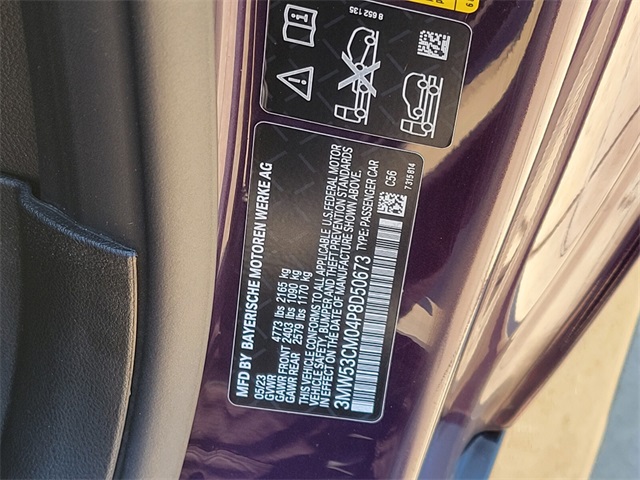 8 652 135
MFD BY BAYERISCHE MOTOREN WERKE AG
05/23
GVWR 4773 lbs 2165 kg
GAWR FRONT 2403 lbs 1090 kg
GAWR REAR 2579 lbs 1170 kg
THIS VEHICLE CONFORMS TO ALL APPLICABLE U.S. FEDERAL MOTOR
VEHICLE SAFETY, BUMPER AND THEFT PREVENTION STANDARDS
IN EFFECT ON THE DATE OF MANUFACTURE SHOWN ABOVE.
3MW53CM04P8D50673 TYPE: PASSENGER CAR
C56
7 315 814